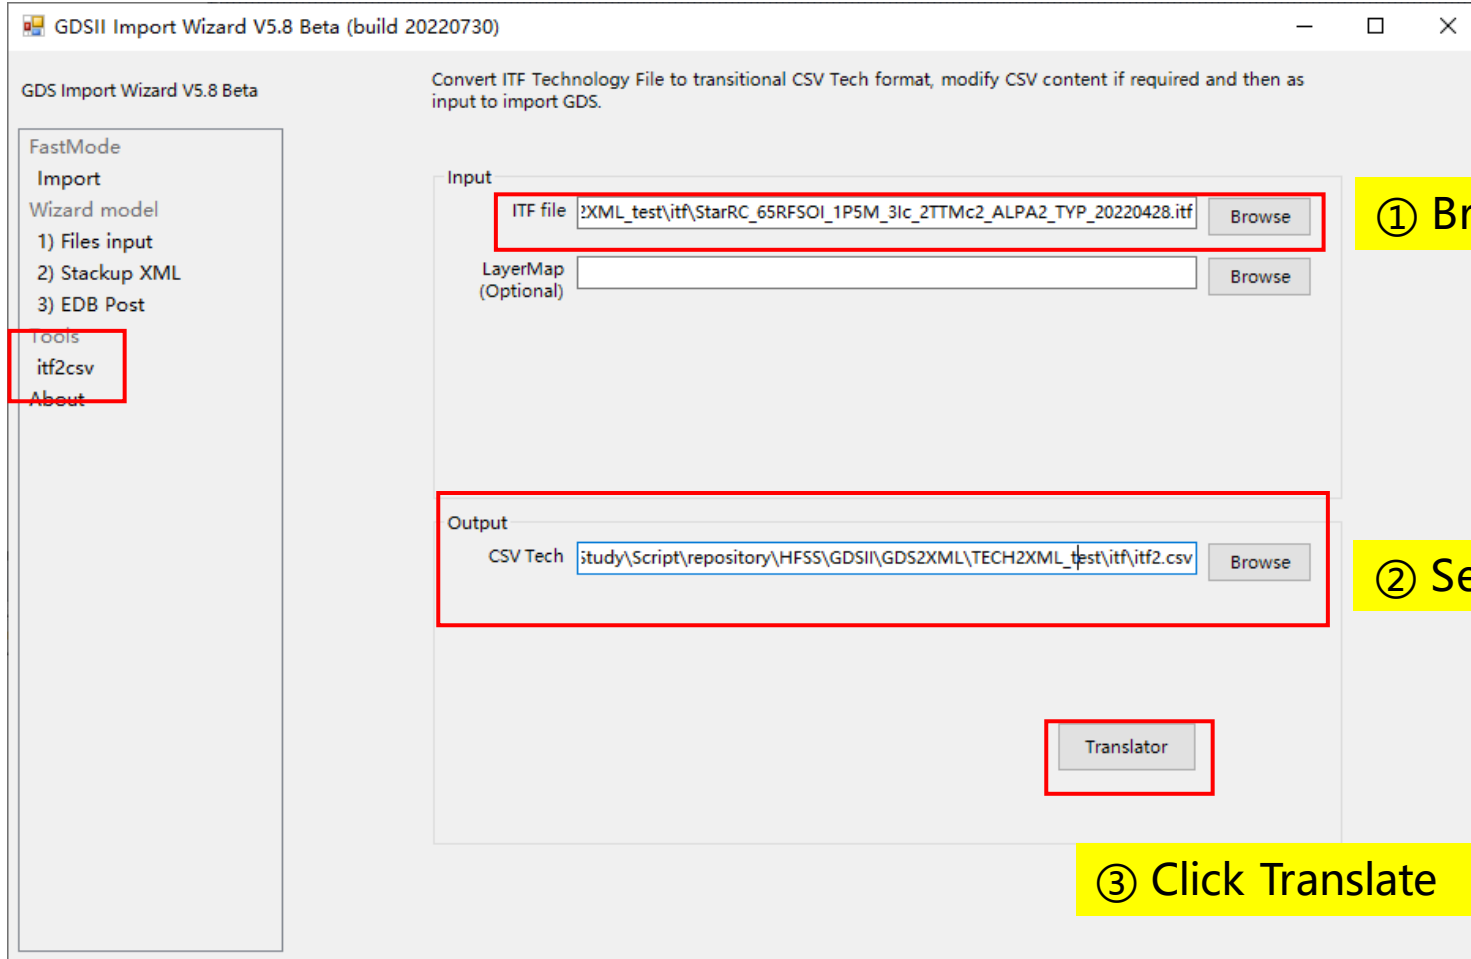 GDSII Import Wizard V5.8 Beta (build 20220730)
GDS Import Wizard V5.8 Beta
Convert ITF Technology File to transitional CSV Tech format, modify CSV content if required and then as
input to import GDS.
FastMode
Import
Wizard model
1) Files input
2) Stackup XML
3) EDB Post
Tools
itf2csv
About
Input
ITF file
2XML_test\itf\StarRC_65RFSOI_1P5M_3Ic_2TTMc2_ALPA2_TYP_20220428.itf
Browse
① Br
LayerMap
(Optional)
Browse
Output
CSV Tech
Study\Script\repository\HFSS\GDSII\GDS2XML\TECH2XML_test\itf\itf2.csv
Browse
② Se
Translator
③ Click Translate